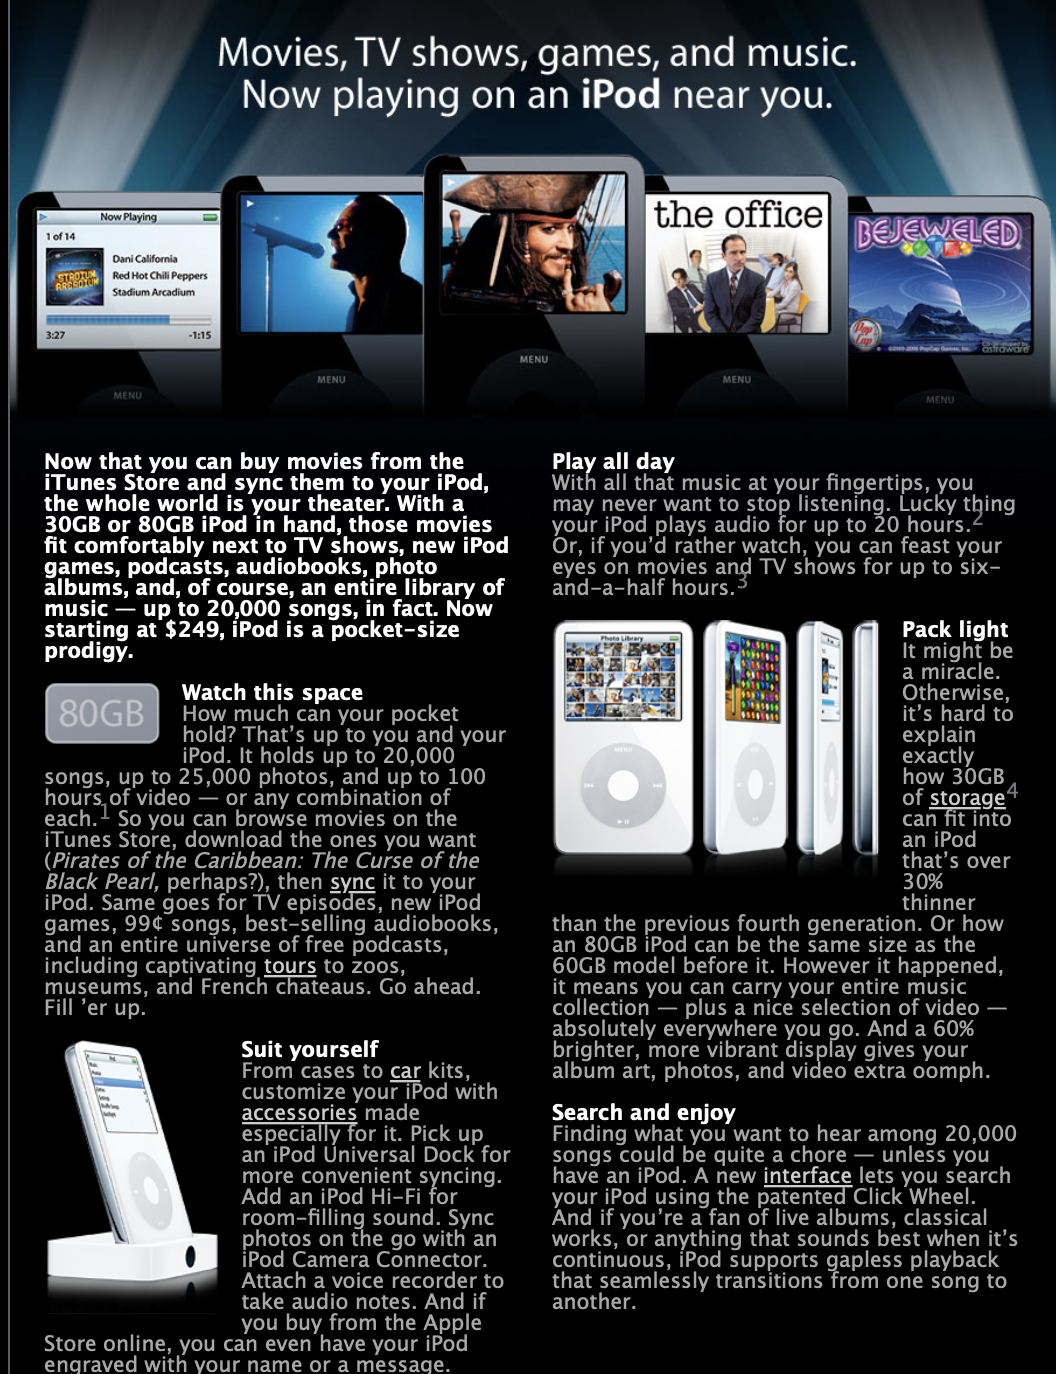 Movies, TV shows, games, and music.
Now playing on an iPod near you.
Now Playing
1 of 14
Dani California
Red Hot Chili Peppers
Stadium Arcadium
STADIUM
ARCADIUM
3:27
-1:15
MENU
MENU
MENU
the office
MENU
BEJEWELED
Pop
Cap
©2000-2006 PopCap Games, Inc.
Co-developed by
astraware
MENU
Now that you can buy movies from the
iTunes Store and sync them to your iPod,
the whole world is your theater. With a
30GB or 80GB iPod in hand, those movies
fit comfortably next to TV shows, new iPod
games, podcasts, audiobooks, photo
albums, and, of course, an entire library of
music — up to 20,000 songs, in fact. Now
starting at $249, iPod is a pocket-size
prodigy.
80GB
Watch this space
How much can your pocket
hold? That’s up to you and your
iPod. It holds up to 20,000
songs, up to 25,000 photos, and up to 100
hours of video — or any combination of
each.1 So you can browse movies on the
iTunes Store, download the ones you want
(Pirates of the Caribbean: The Curse of the
Black Pearl, perhaps?), then sync it to your
iPod. Same goes for TV episodes, new iPod
games, 99¢ songs, best-selling audiobooks,
and an entire universe of free podcasts,
including captivating tours to zoos,
museums, and French chateaus. Go ahead.
Fill ’er up.
Suit yourself
From cases to car kits,
customize your iPod with
accessories made
especially for it. Pick up
an iPod Universal Dock for
more convenient syncing.
Add an iPod Hi-Fi for
room-filling sound. Sync
photos on the go with an
iPod Camera Connector.
Attach a voice recorder to
take audio notes. And if
you buy from the Apple
Store online, you can even have your iPod
engraved with your name or a message.
Play all day
With all that music at your fingertips, you
may never want to stop listening. Lucky thing
your iPod plays audio for up to 20 hours.2
Or, if you’d rather watch, you can feast your
eyes on movies and TV shows for up to six-
and-a-half hours.3
Photo Library
MENU
Pack light
It might be
a miracle.
Otherwise,
it’s hard to
explain
exactly
how 30GB
of storage4
can fit into
an iPod
that’s over
30%
thinner
than the previous fourth generation. Or how
an 80GB iPod can be the same size as the
60GB model before it. However it happened,
it means you can carry your entire music
collection — plus a nice selection of video —
absolutely everywhere you go. And a 60%
brighter, more vibrant display gives your
album art, photos, and video extra oomph.
Search and enjoy
Finding what you want to hear among 20,000
songs could be quite a chore — unless you
have an iPod. A new interface lets you search
your iPod using the patented Click Wheel.
And if you’re a fan of live albums, classical
works, or anything that sounds best when it’s
continuous, iPod supports gapless playback
that seamlessly transitions from one song to
another.